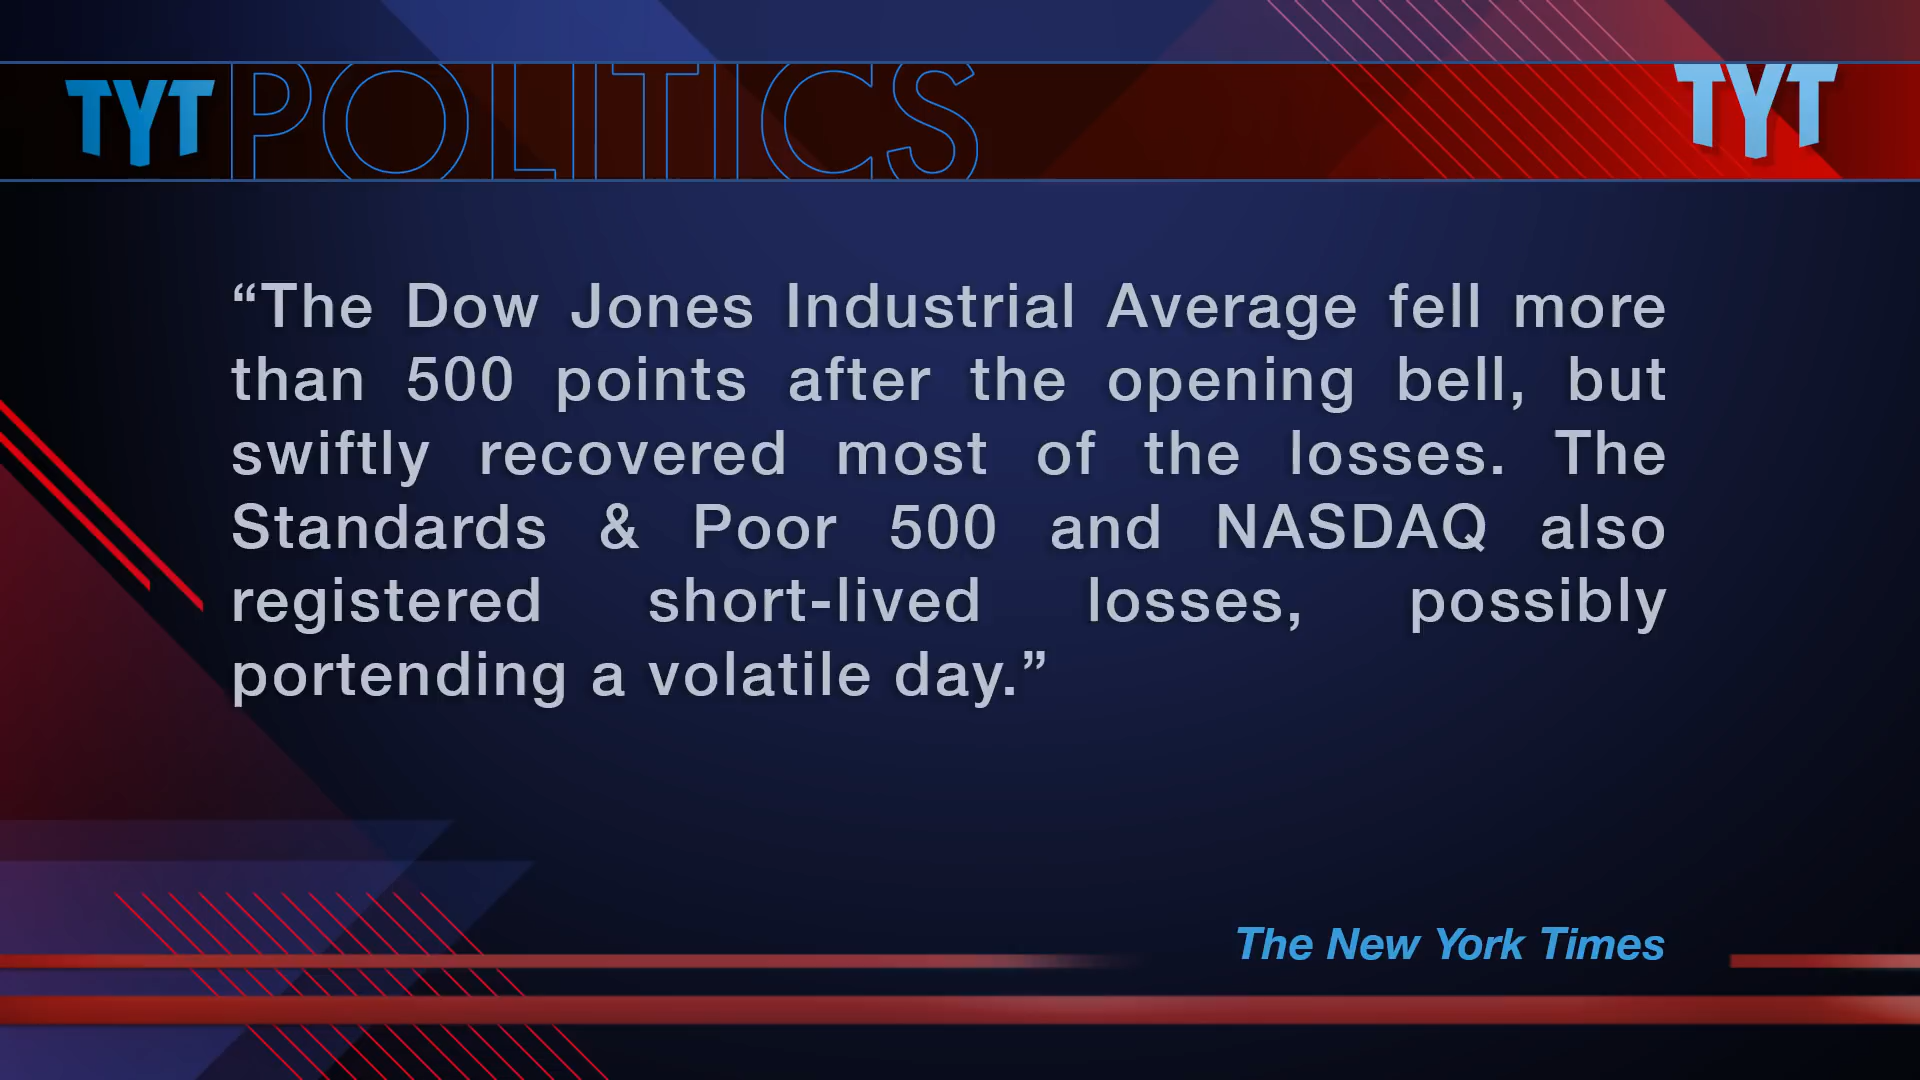 TYT POLITICS
TYT
“The Dow Jones Industrial Average fell more
than 500 points after the opening bell, but
swiftly recovered most of the losses. The
Standards & Poor 500 and NASDAQ also
registered short-lived losses, possibly
portending a volatile day.”
The New York Times